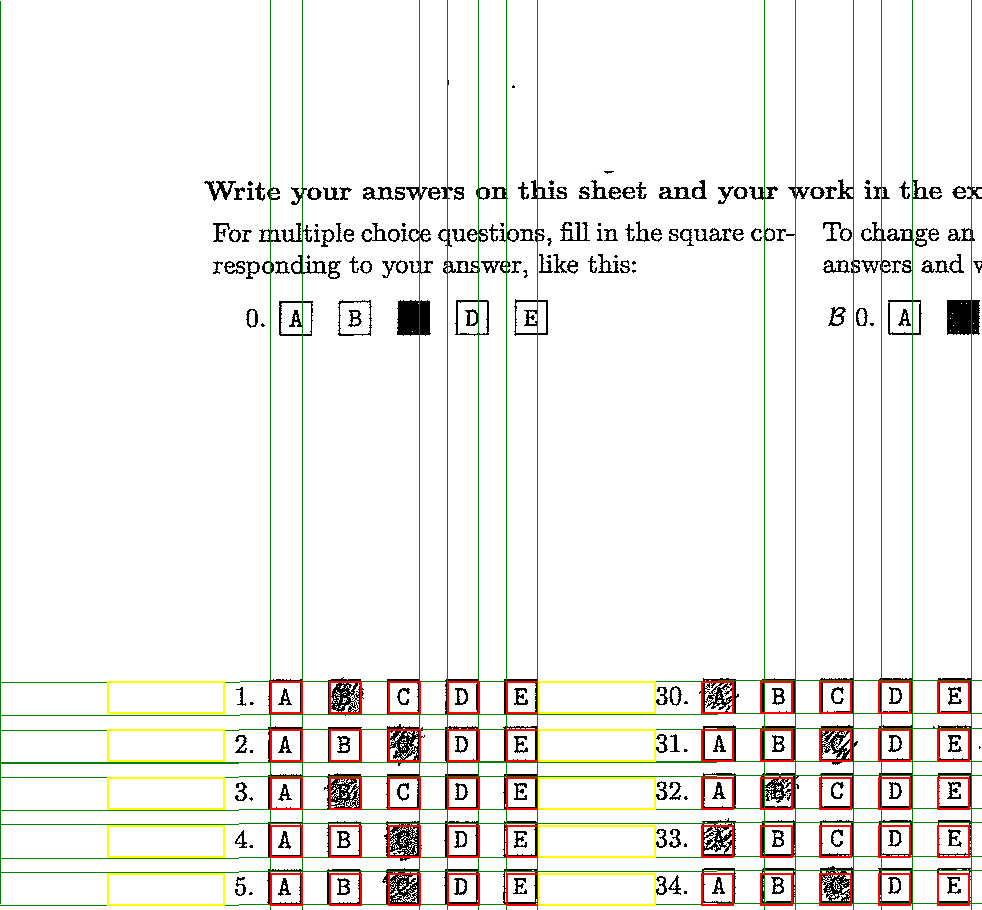 Write your answers on this sheet and your work in the ex
For multiple choice questions, fill in the square cor- To change an
responding to your answer, like this: answers and
0. A B D E B 0. A
1. A B C D E 30. A B C D E
2. A B C D E 31. A B C D E
3. A B C D E 32. A B C D E
4. A B C D E 33. A B C D E
5. A B C D E 34. A B C D E